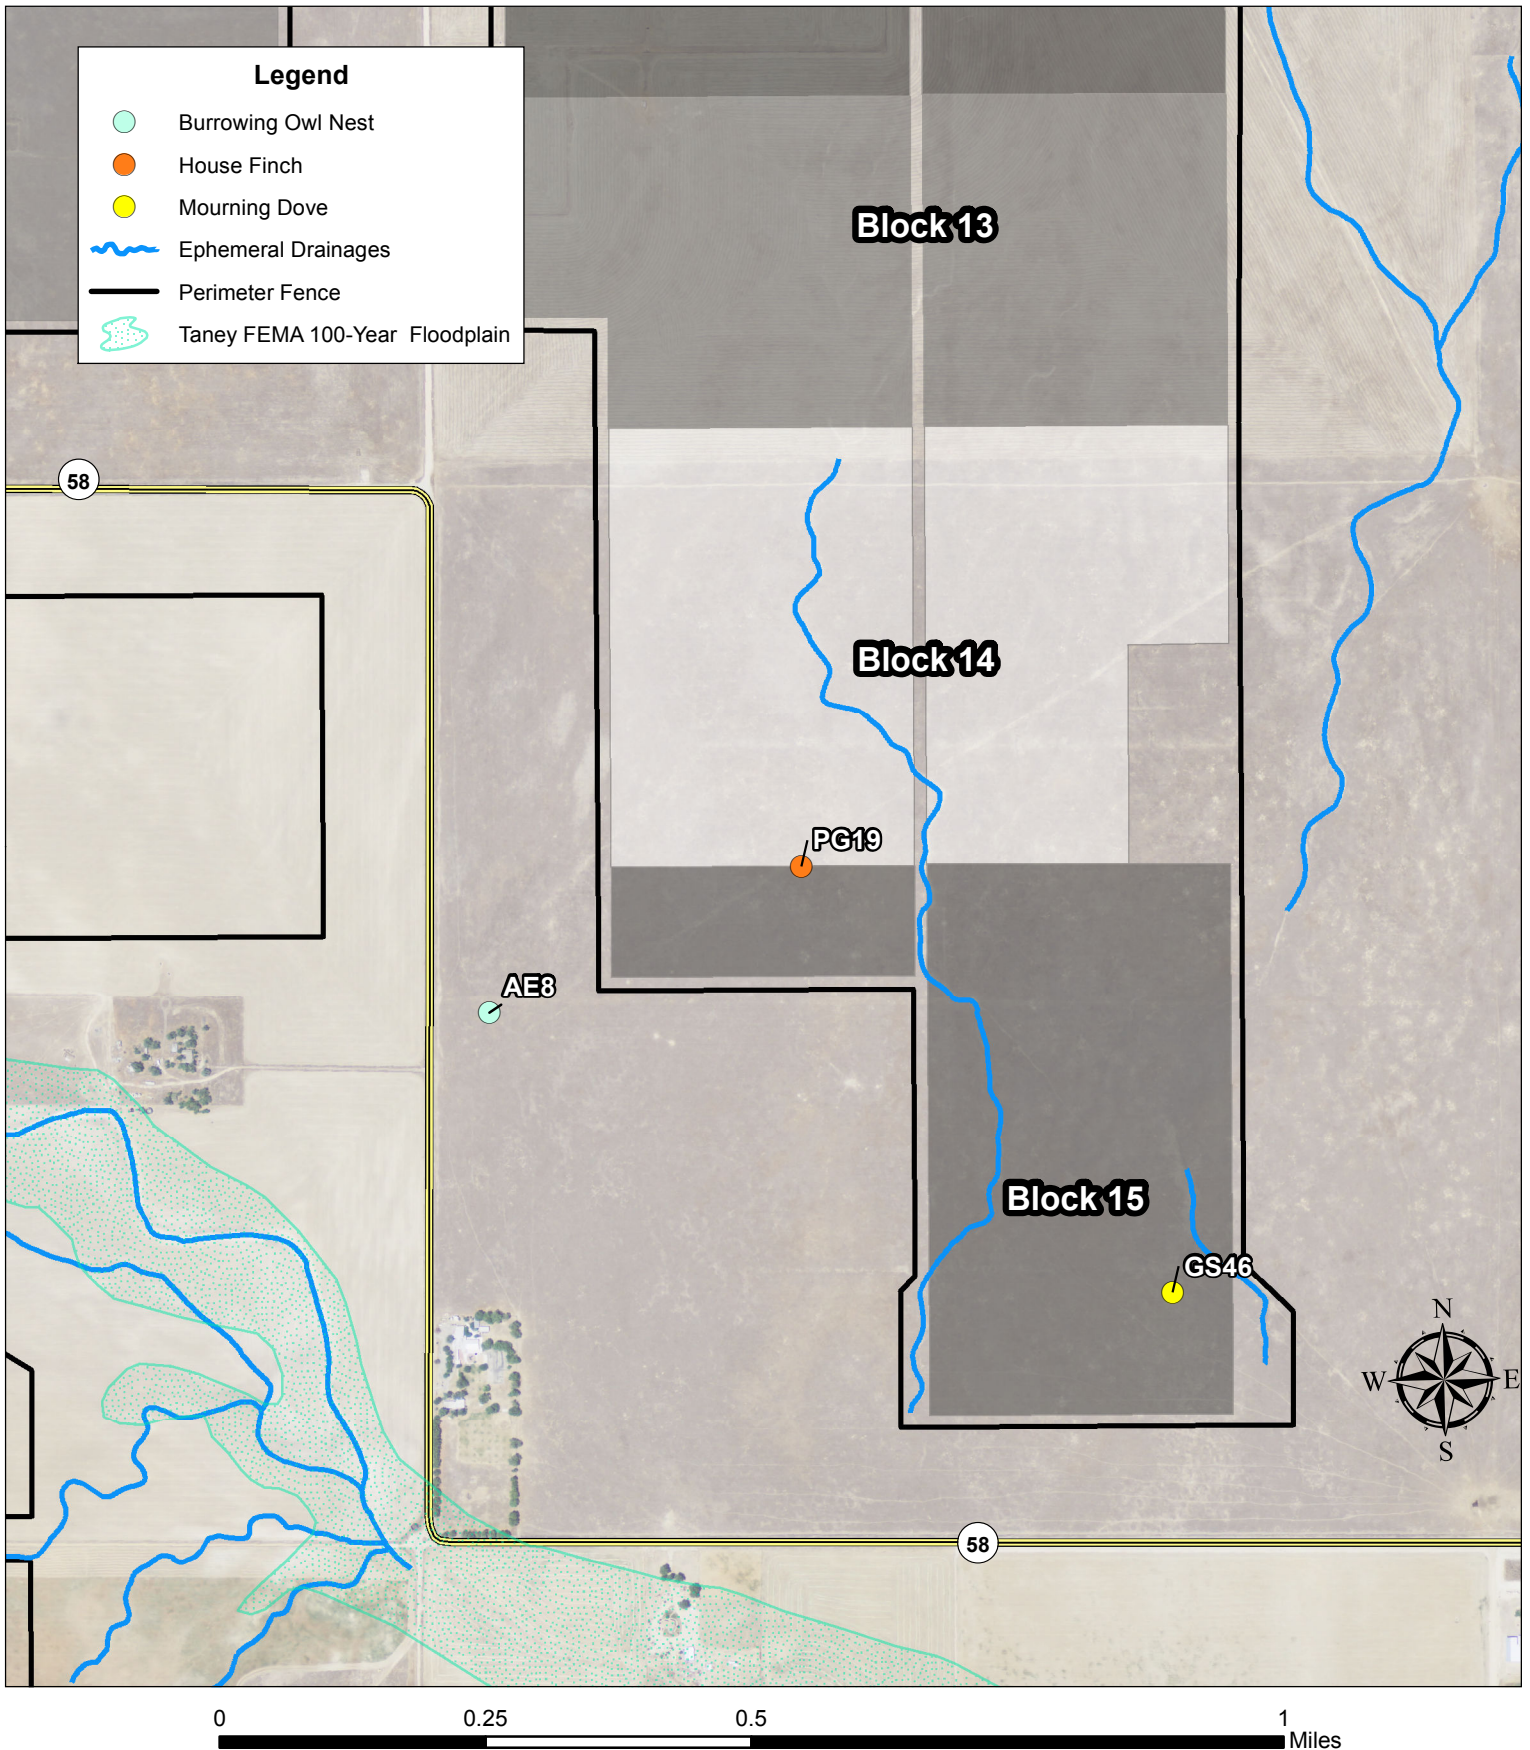 Legend
Burrowing Owl Nest
House Finch
Mourning Dove
Ephemeral Drainages
Perimeter Fence
Taney FEMA 100-Year Floodplain
Block 13
58
Block 14
PG19
AE8
Block 15
GS46
N
W E
S
58
0 0.25 0.5 1
Miles